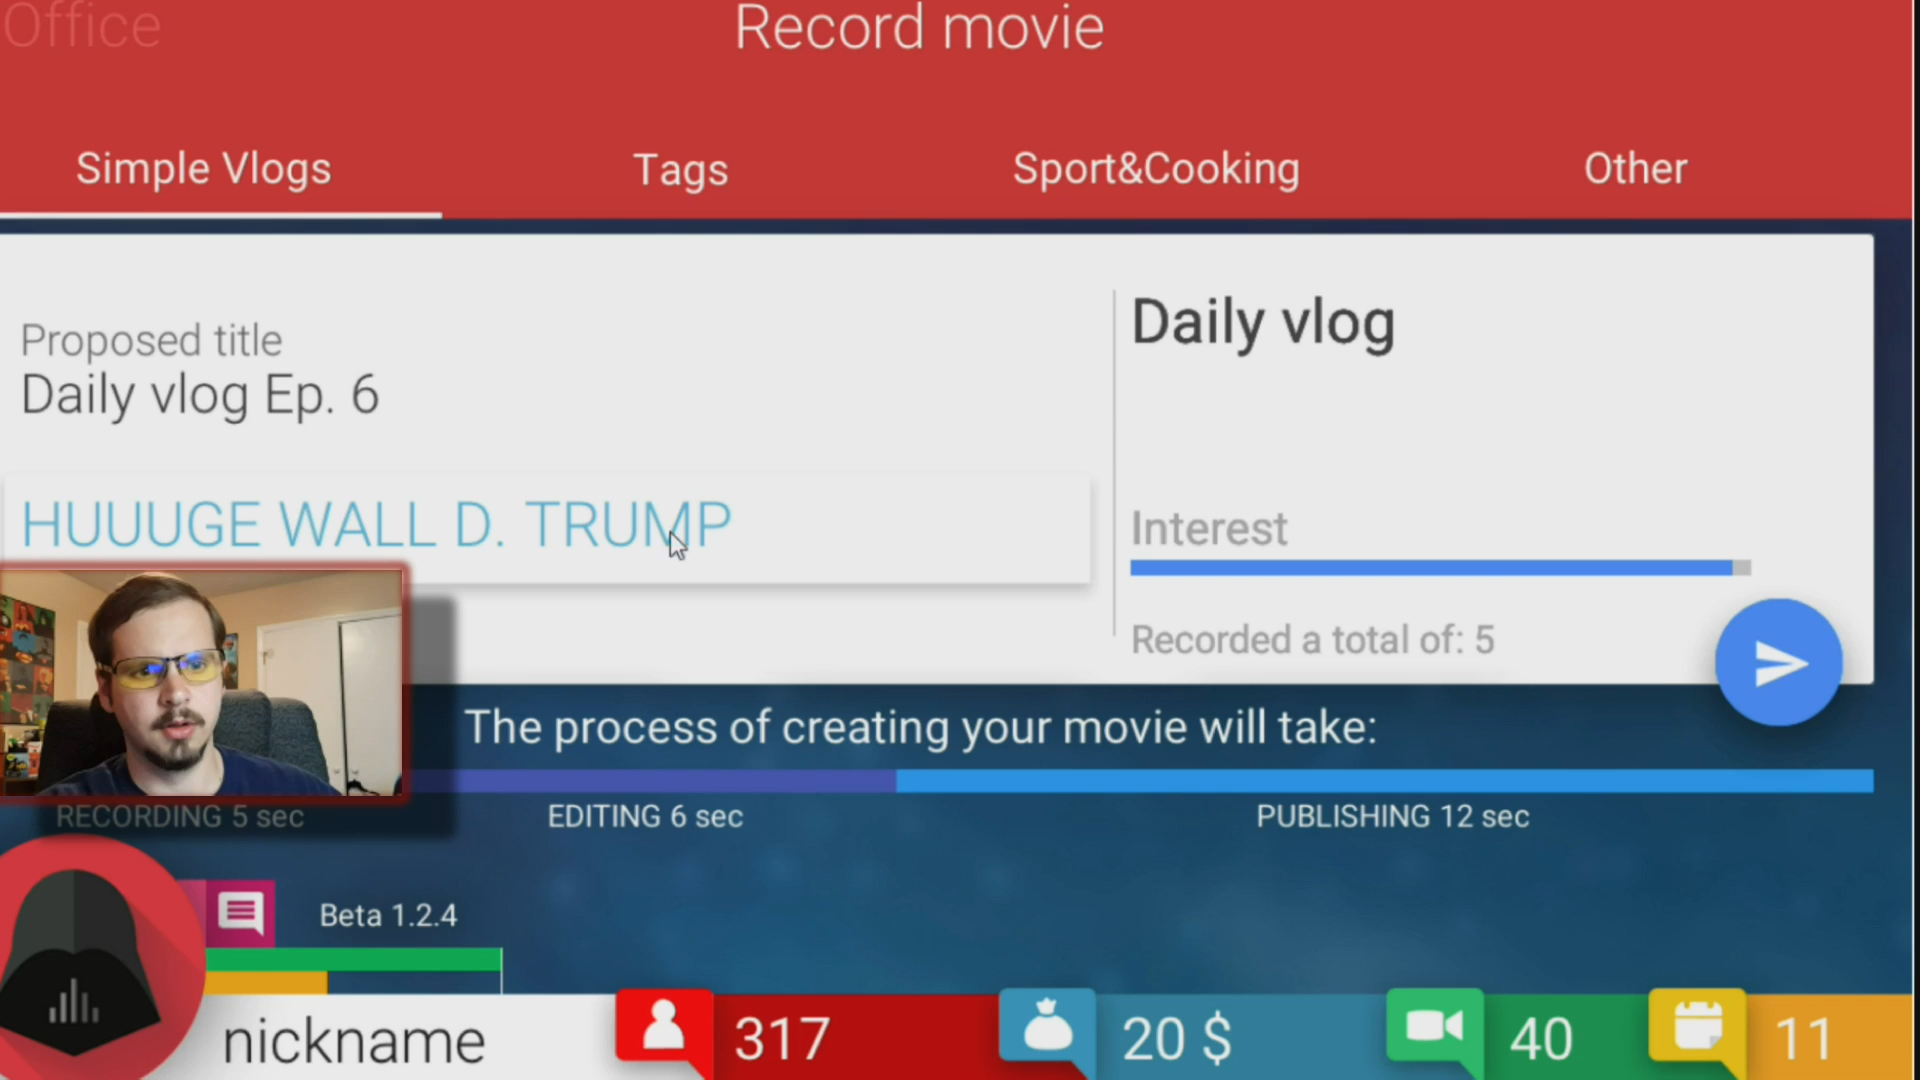 Office
Record movie
Simple Vlogs
Tags
Sport&Cooking
Other
Proposed title
Daily vlog Ep. 6
HUUUGE WALL D. TRUMP
Daily vlog
Interest
Recorded a total of: 5
The process of creating your movie will take:
RECORDING 5 sec
EDITING 6 sec
PUBLISHING 12 sec
Beta 1.2.4
nickname
317
20 $
40
11